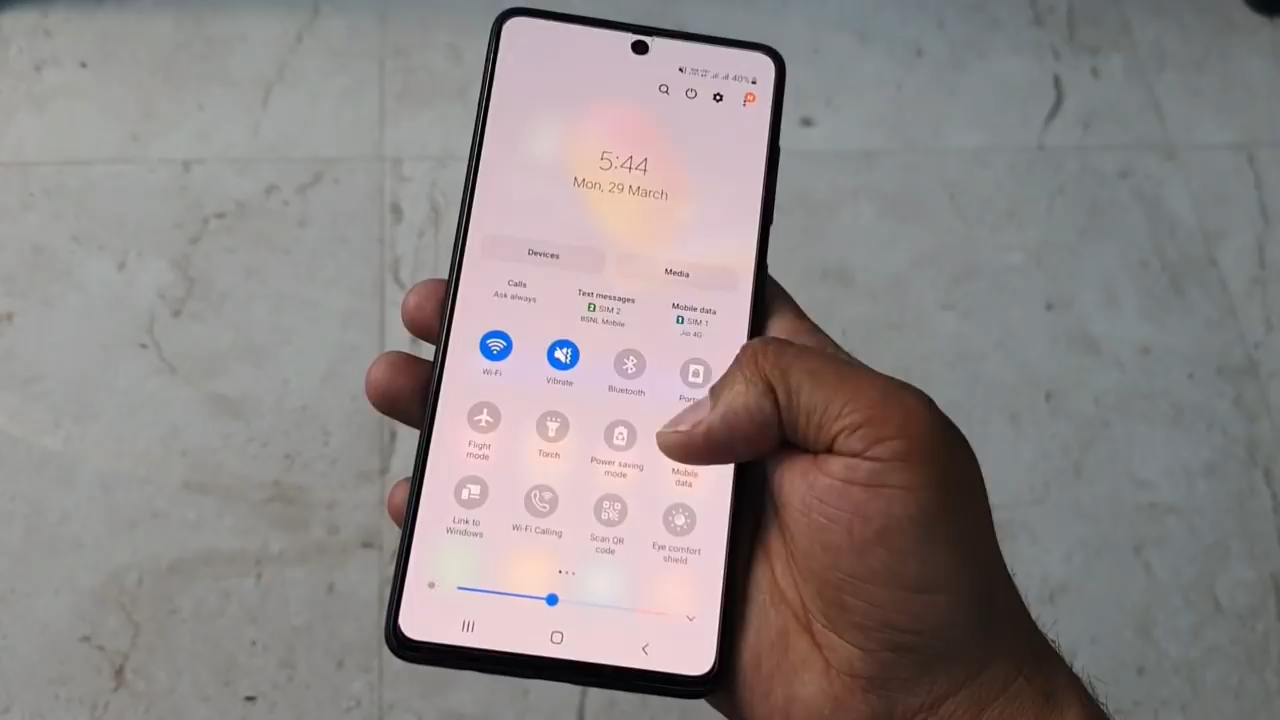 40%
5:44
Mon, 29 March
Devices
Media
Calls
Ask always
Text messages
2 SIM 2
BSNL Mobile
Mobile data
1 SIM 1
Jio 4G
Wi-Fi
Vibrate
Bluetooth
Flight
mode
Torch
Power saving
mode
Mobile
data
Link to
Windows
Wi-Fi Calling
Scan QR
code
Eye comfort
shield